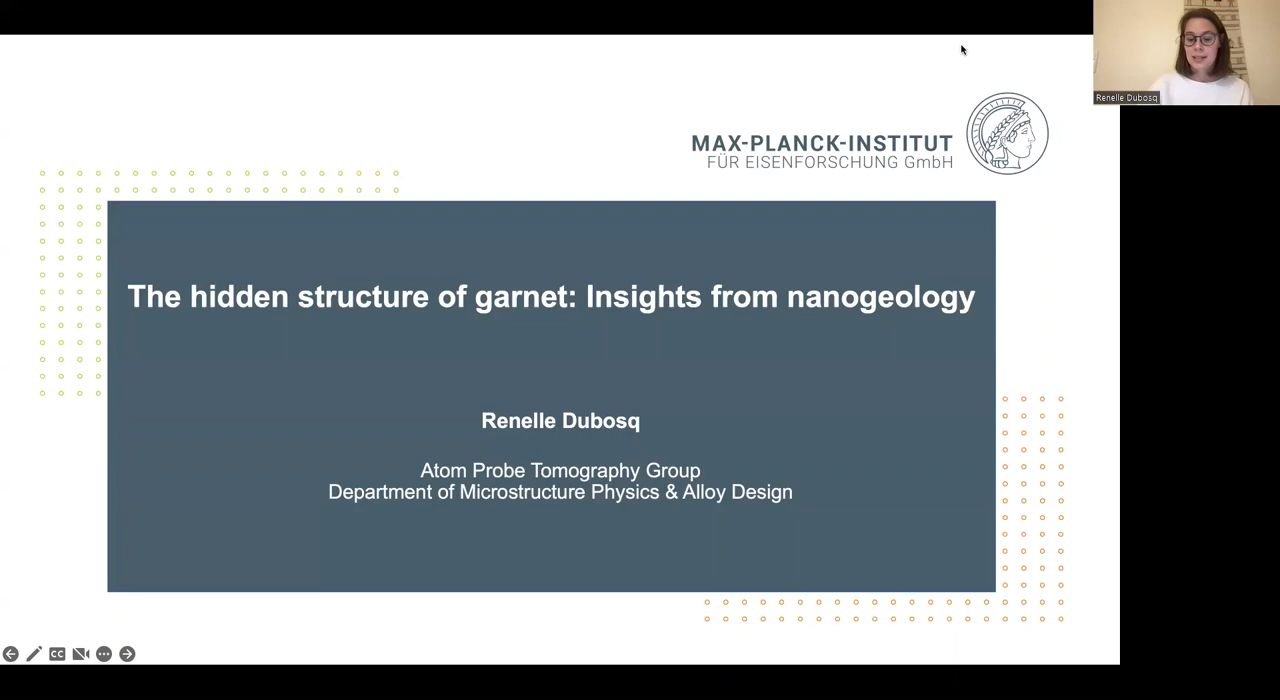 Renelle Dubosq
MAX-PLANCK-INSTITUT
FÜR EISENFORSCHUNG GmbH
The hidden structure of garnet: Insights from nanogeology
Renelle Dubosq
Atom Probe Tomography Group
Department of Microstructure Physics & Alloy Design
CC